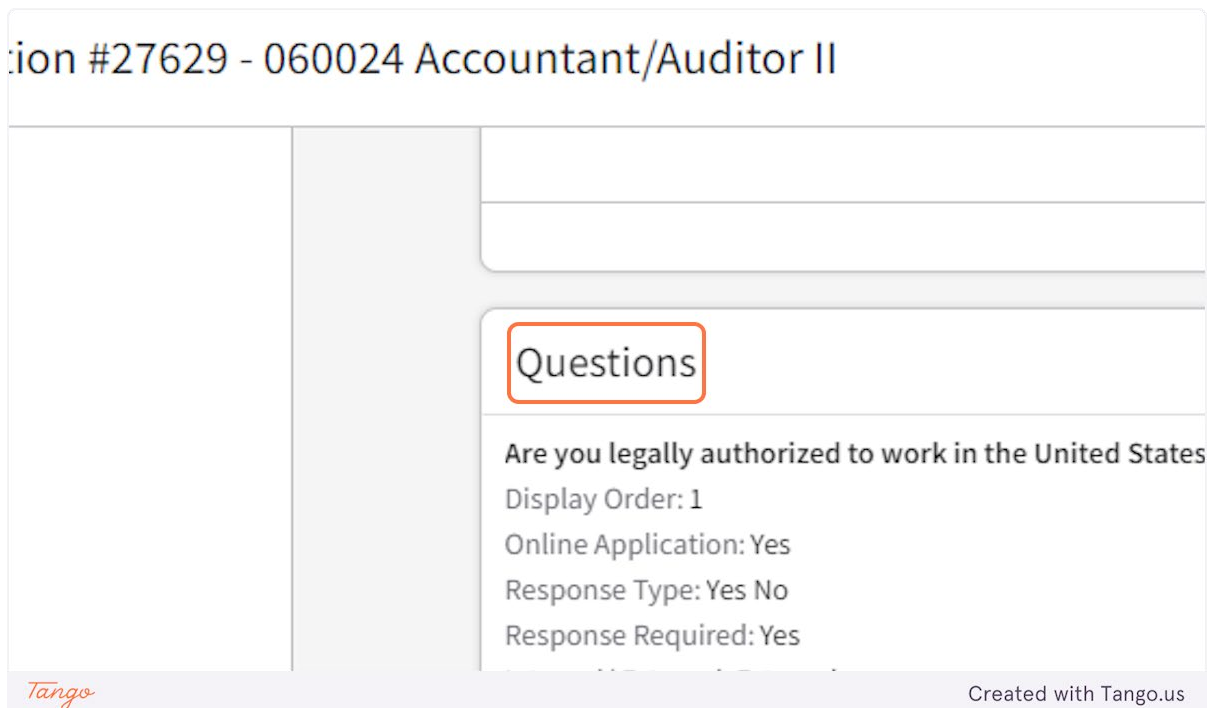 tion #27629 - 060024 Accountant/Auditor II
Questions
Are you legally authorized to work in the United States
Display Order: 1
Online Application: Yes
Response Type: Yes No
Response Required: Yes
Tango
Created with Tango.us